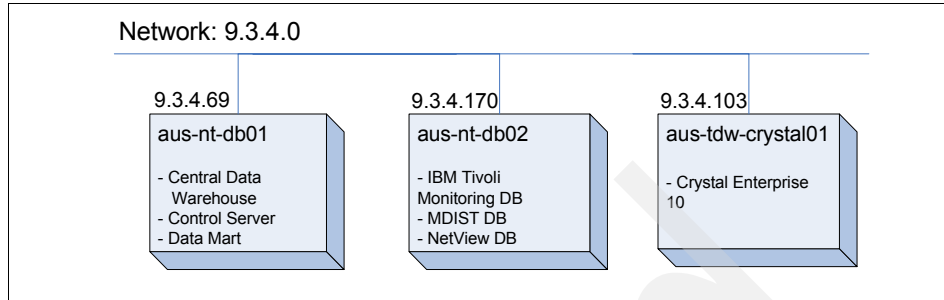 Network: 9.3.4.0
9.3.4.69
9.3.4.170
9.3.4.103
aus-nt-db01
- Central Data
Warehouse
- Control Server
- Data Mart
aus-nt-db02
- IBM Tivoli
Monitoring DB
- MDIST DB
- NetView DB
aus-tdw-crystal01
- Crystal Enterprise
10